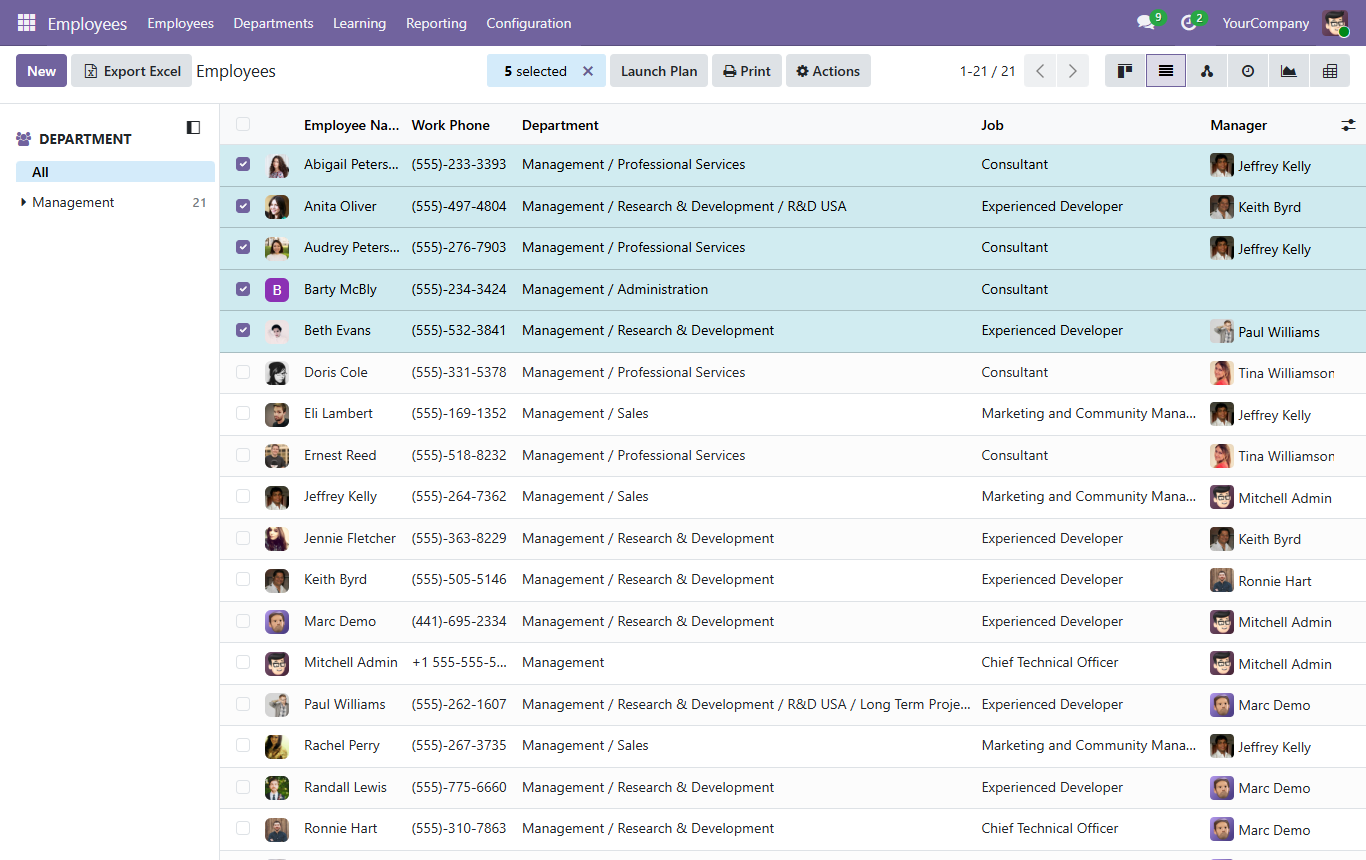 Employees Employees Departments Learning Reporting Configuration 9 2 YourCompany
New Export Excel Employees 5 selected × Launch Plan Print Actions 1-21 / 21
DEPARTMENT
All
Management 21
Employee Na... Work Phone Department Job Manager
Abigail Peters... (555)-233-3393 Management / Professional Services Consultant Jeffrey Kelly
Anita Oliver (555)-497-4804 Management / Research & Development / R&D USA Experienced Developer Keith Byrd
Audrey Peters... (555)-276-7903 Management / Professional Services Consultant Jeffrey Kelly
B Barty McBly (555)-234-3424 Management / Administration Consultant
Beth Evans (555)-532-3841 Management / Research & Development Experienced Developer Paul Williams
Doris Cole (555)-331-5378 Management / Professional Services Consultant Tina Williamson
Eli Lambert (555)-169-1352 Management / Sales Marketing and Community Mana... Jeffrey Kelly
Ernest Reed (555)-518-8232 Management / Professional Services Consultant Tina Williamson
Jeffrey Kelly (555)-264-7362 Management / Sales Marketing and Community Mana... Mitchell Admin
Jennie Fletcher (555)-363-8229 Management / Research & Development Experienced Developer Keith Byrd
Keith Byrd (555)-505-5146 Management / Research & Development Experienced Developer Ronnie Hart
Marc Demo (441)-695-2334 Management / Research & Development Experienced Developer Mitchell Admin
Mitchell Admin +1 555-555-5... Management Chief Technical Officer Mitchell Admin
Paul Williams (555)-262-1607 Management / Research & Development / R&D USA / Long Term Proje... Experienced Developer Marc Demo
Rachel Perry (555)-267-3735 Management / Sales Marketing and Community Mana... Jeffrey Kelly
Randall Lewis (555)-775-6660 Management / Research & Development Experienced Developer Marc Demo
Ronnie Hart (555)-310-7863 Management / Research & Development Chief Technical Officer Marc Demo